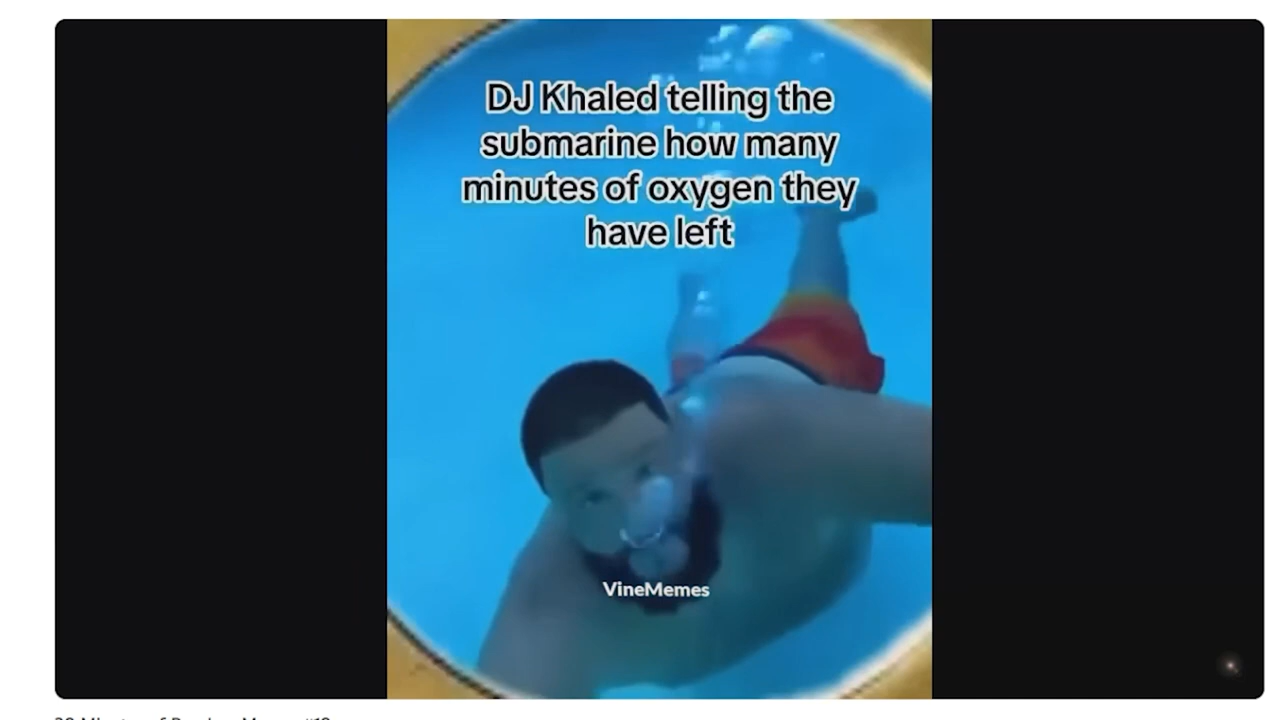 DJ Khaled telling the
submarine how many
minutes of oxygen they
have left
VineMemes